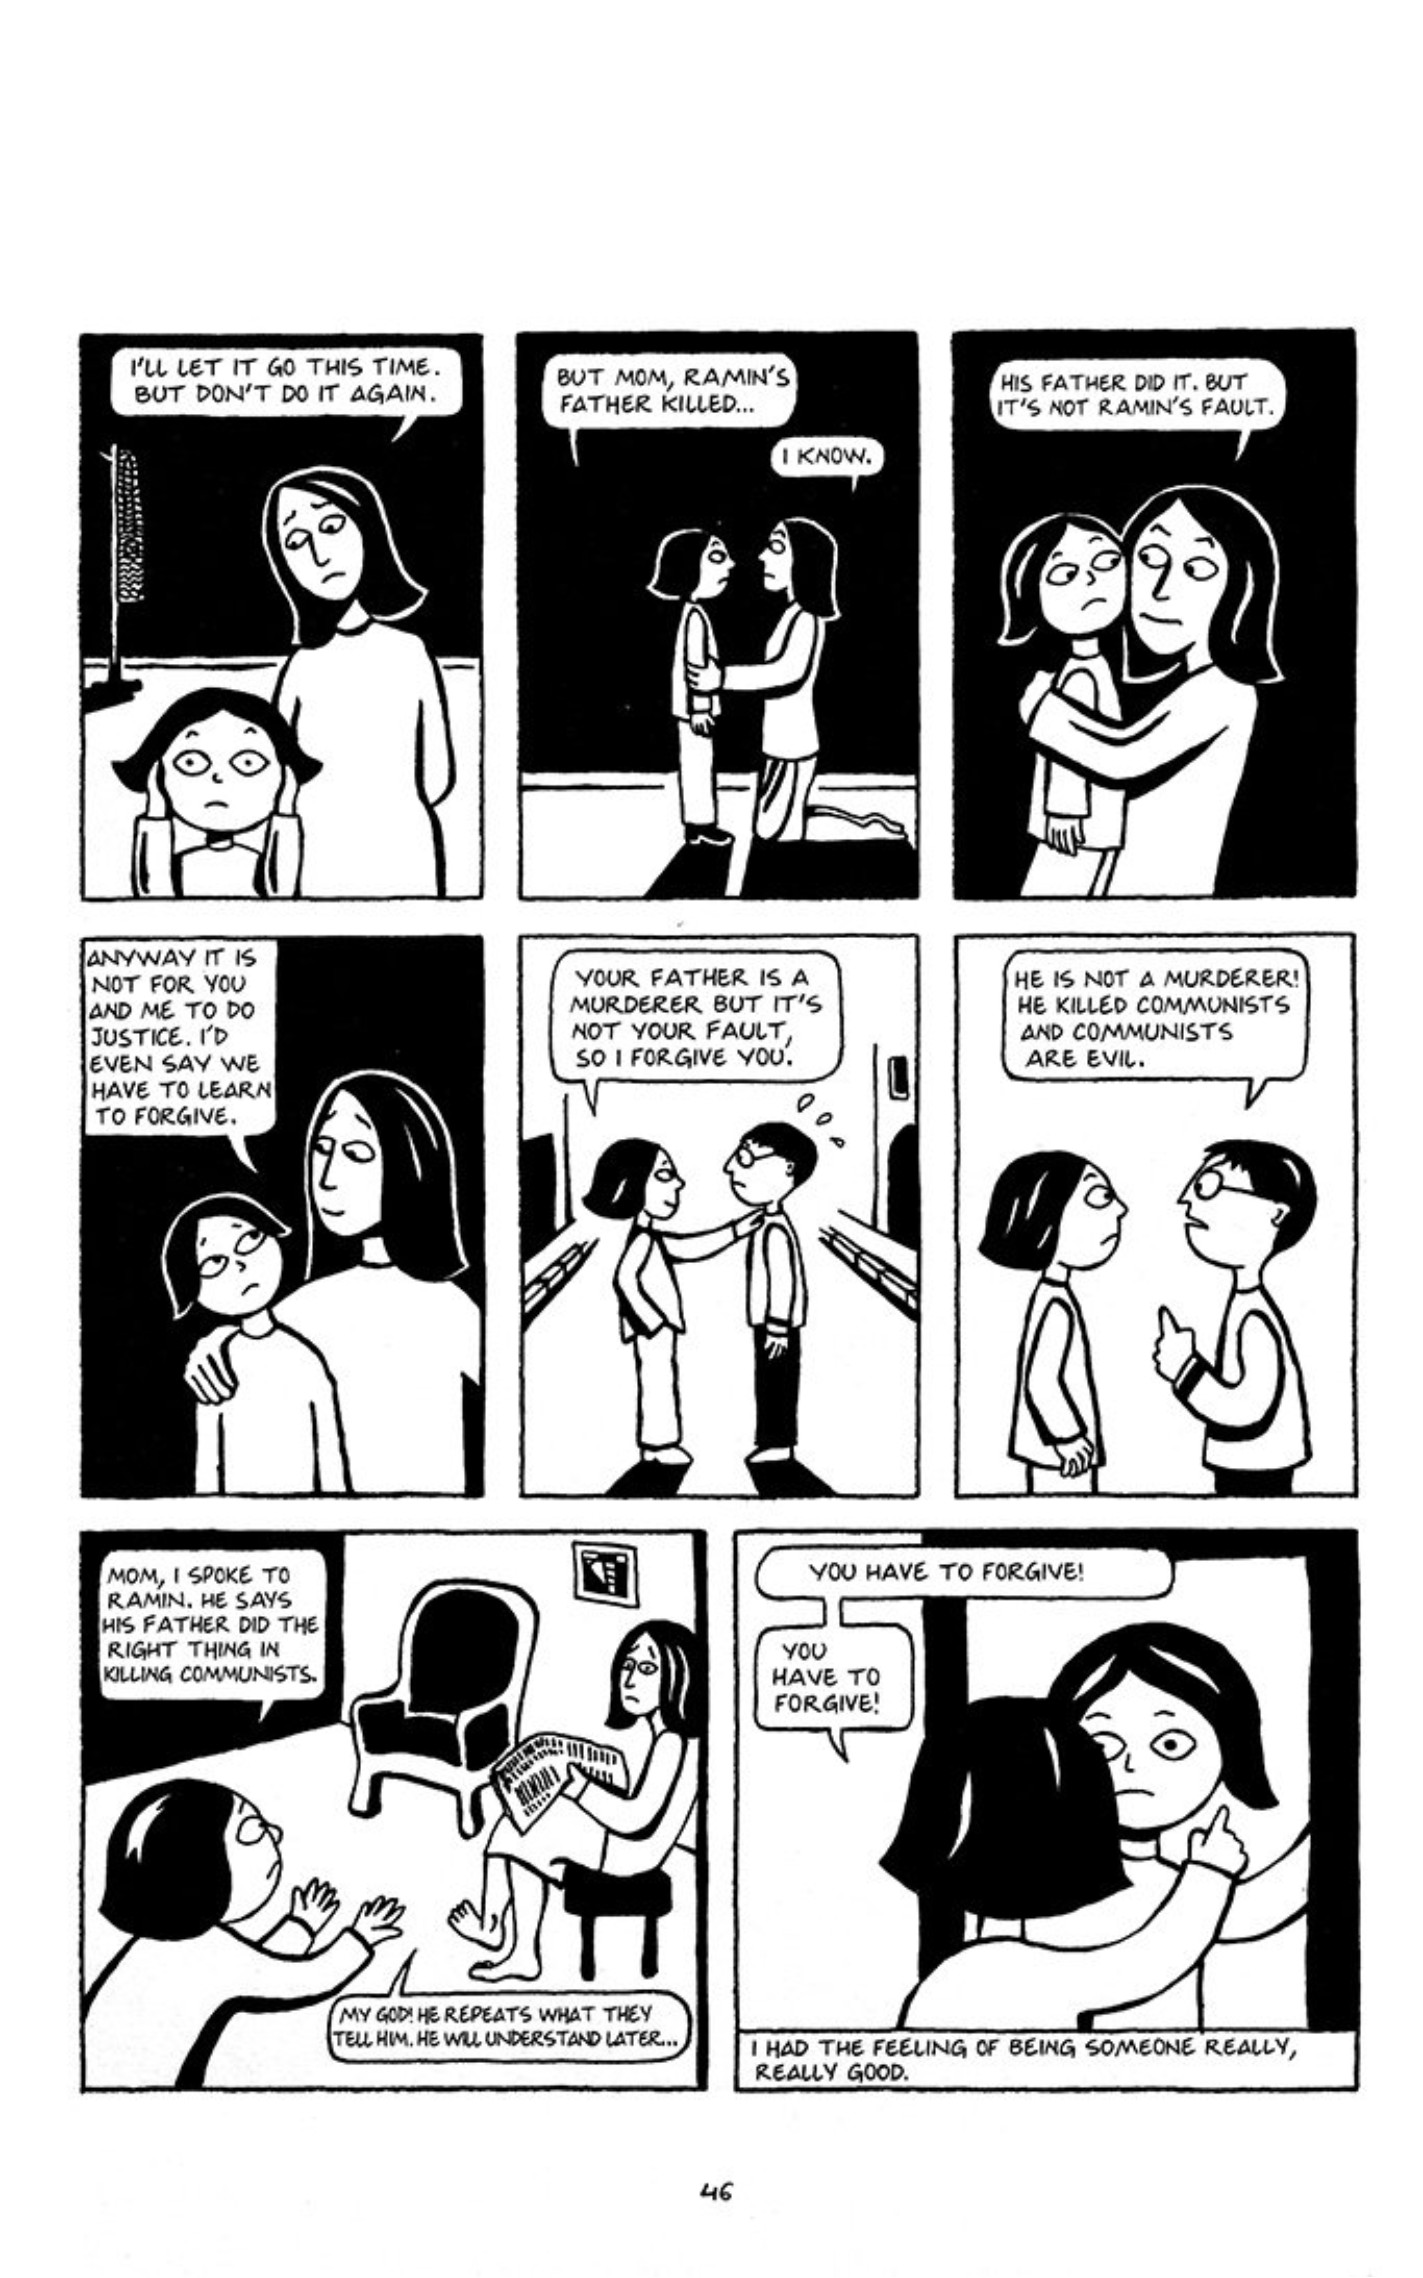 I'LL LET IT GO THIS TIME.
BUT DON'T DO IT AGAIN.
BUT MOM, RAMIN'S
FATHER KILLED...
I KNOW.
HIS FATHER DID IT. BUT
IT'S NOT RAMIN'S FAULT.
ANYWAY IT IS
NOT FOR YOU
AND ME TO DO
JUSTICE. I'D
EVEN SAY WE
HAVE TO LEARN
TO FORGIVE.
YOUR FATHER IS A
MURDERER BUT IT'S
NOT YOUR FAULT,
SO I FORGIVE YOU.
HE IS NOT A MURDERER!
HE KILLED COMMUNISTS
AND COMMUNISTS
ARE EVIL.
MOM, I SPOKE TO
RAMIN. HE SAYS
HIS FATHER DID THE
RIGHT THING IN
KILLING COMMUNISTS.
MY GOD! HE REPEATS WHAT THEY
TELL HIM. HE WILL UNDERSTAND LATER...
YOU HAVE TO FORGIVE!
YOU
HAVE TO
FORGIVE!
I HAD THE FEELING OF BEING SOMEONE REALLY,
REALLY GOOD.
46